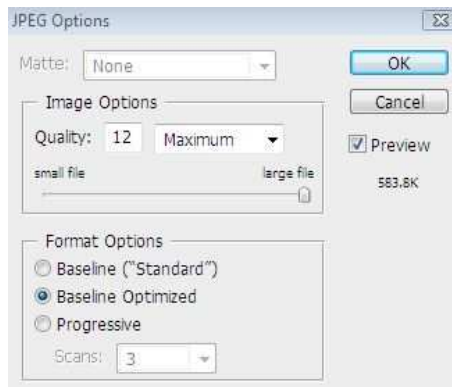 JPEG Options
Matte: None
OK
Image Options
Cancel
Quality: 12 Maximum
Preview
small file large file
583.8K
Format Options
Baseline ("Standard")
Baseline Optimized
Progressive
Scans: 3